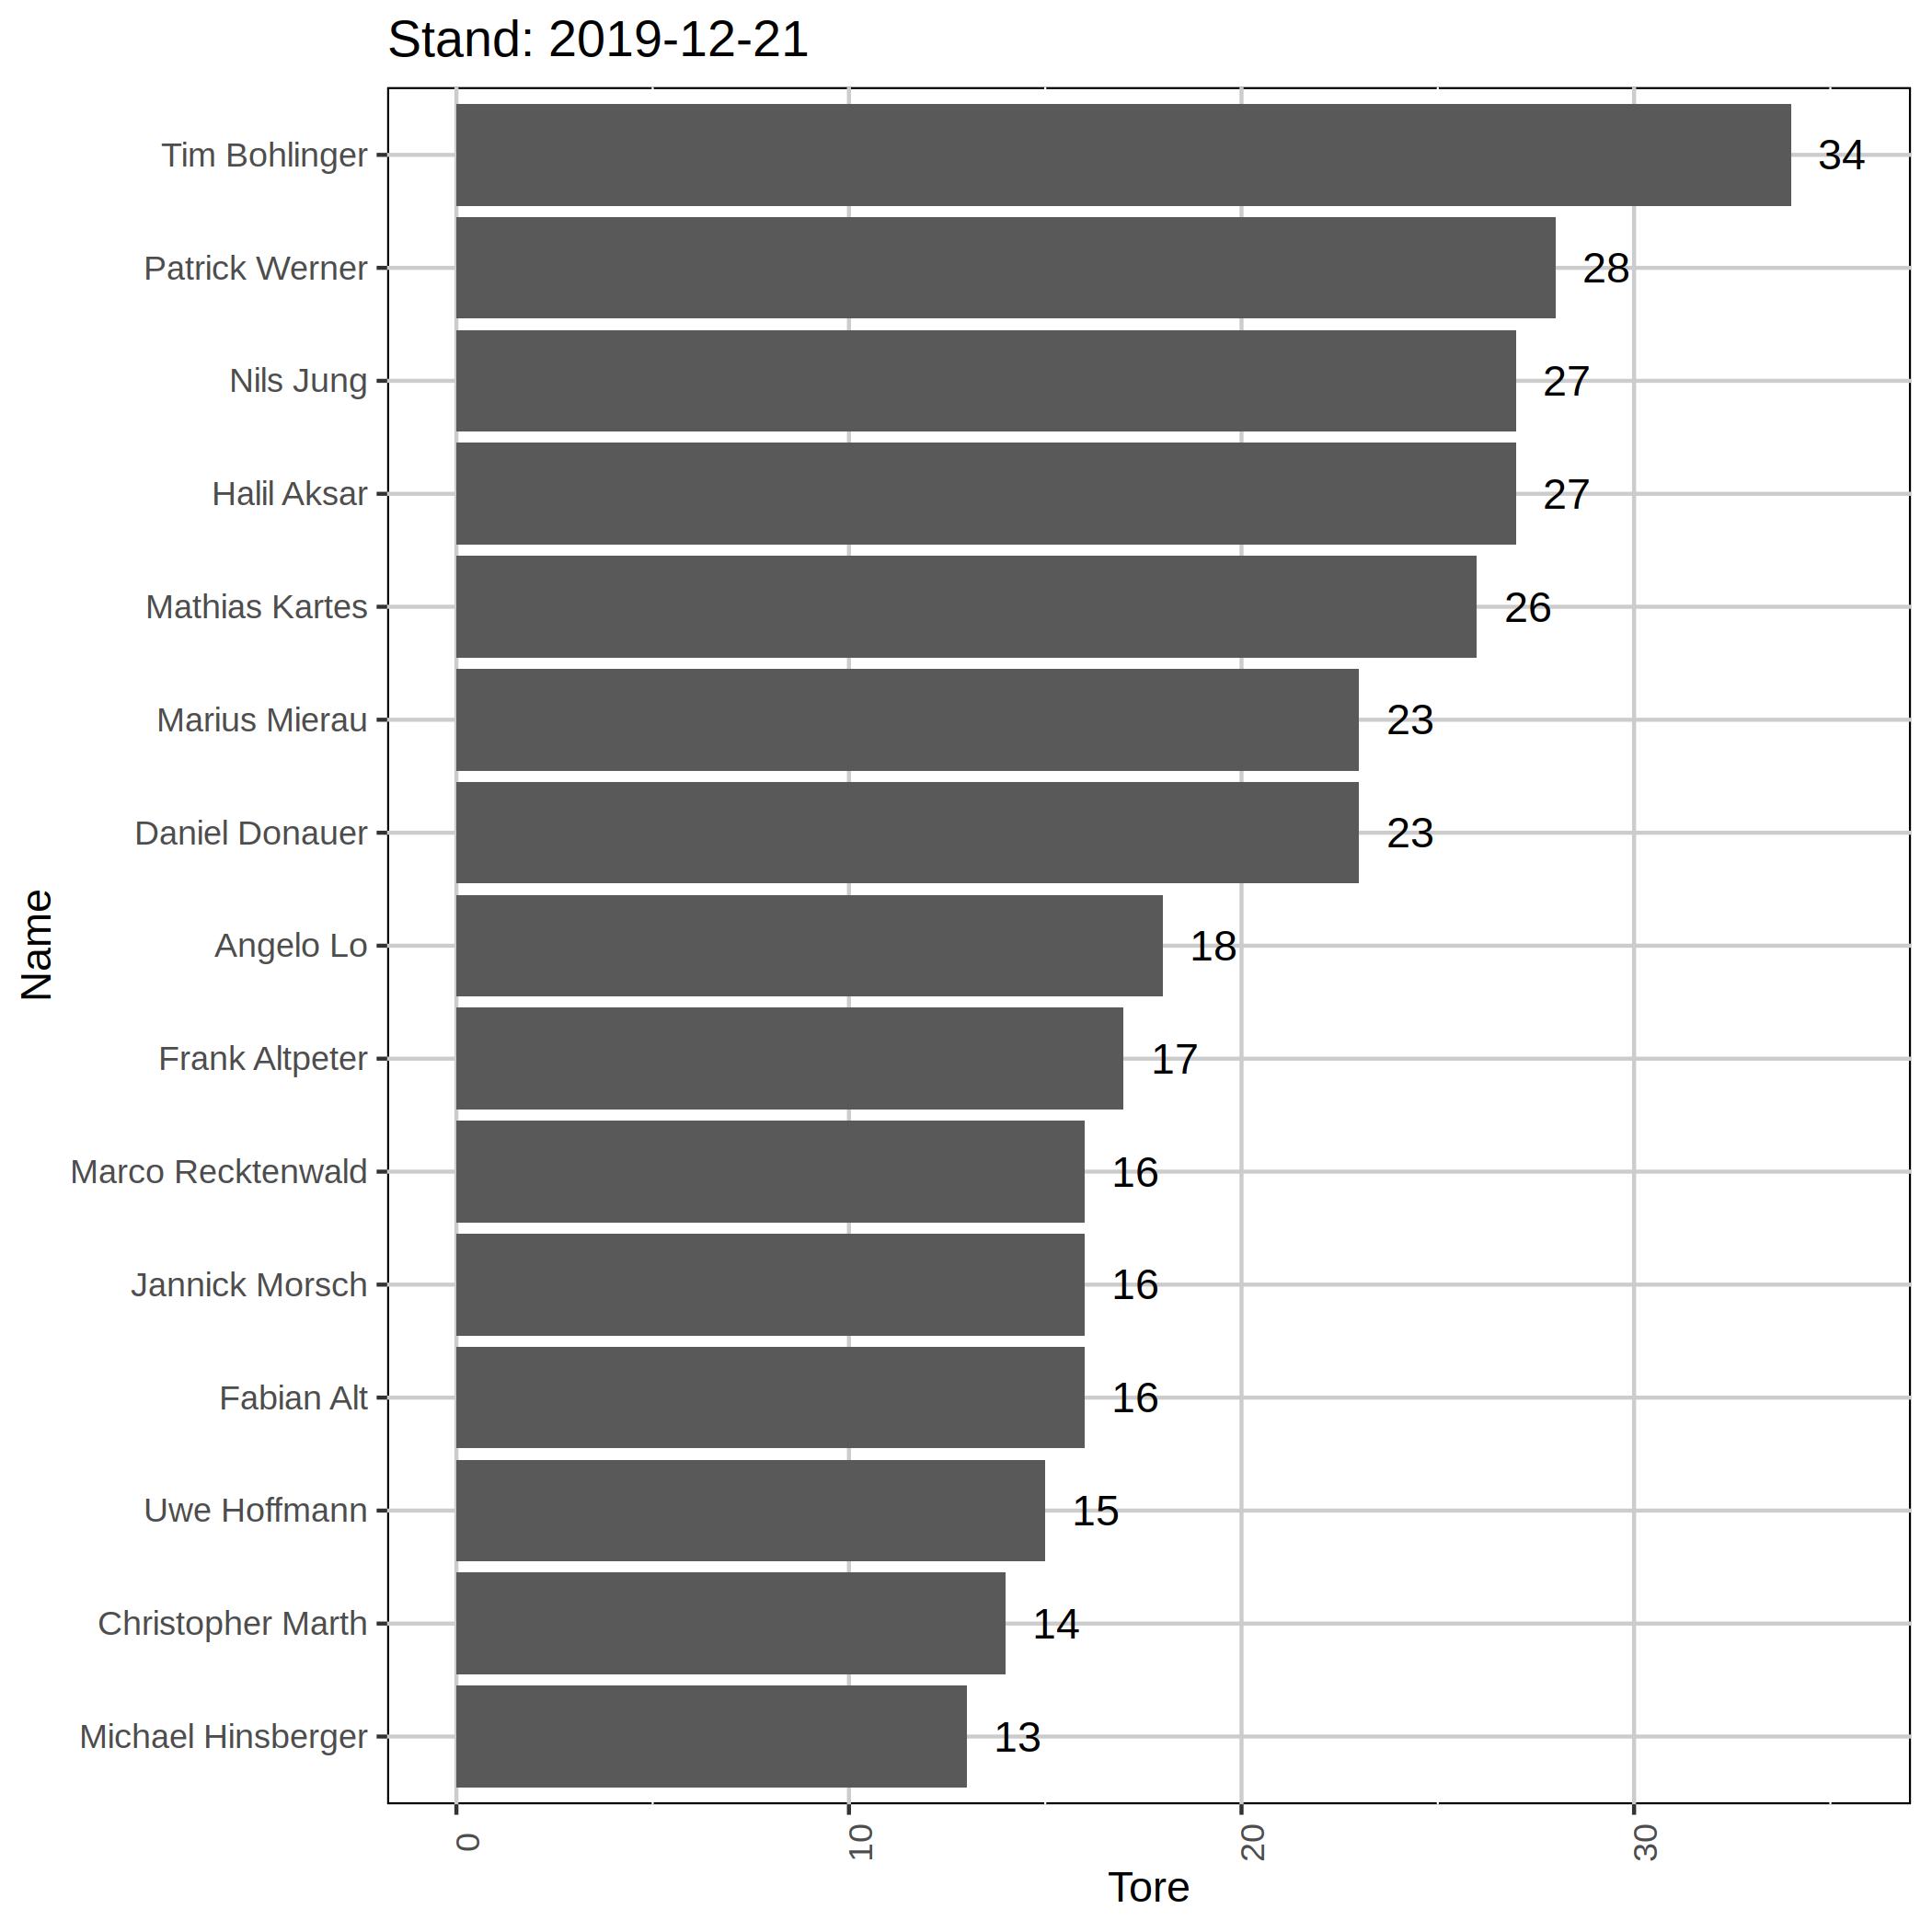 Stand: 2019-12-21
Tim Bohlinger 34
Patrick Werner 28
Nils Jung 27
Halil Aksar 27
Mathias Kartes 26
Marius Mierau 23
Daniel Donauer 23
Angelo Lo 18
Frank Altpeter 17
Marco Recktenwald 16
Jannick Morsch 16
Fabian Alt 16
Uwe Hoffmann 15
Christopher Marth 14
Michael Hinsberger 13
Name
0 10 20 30
Tore